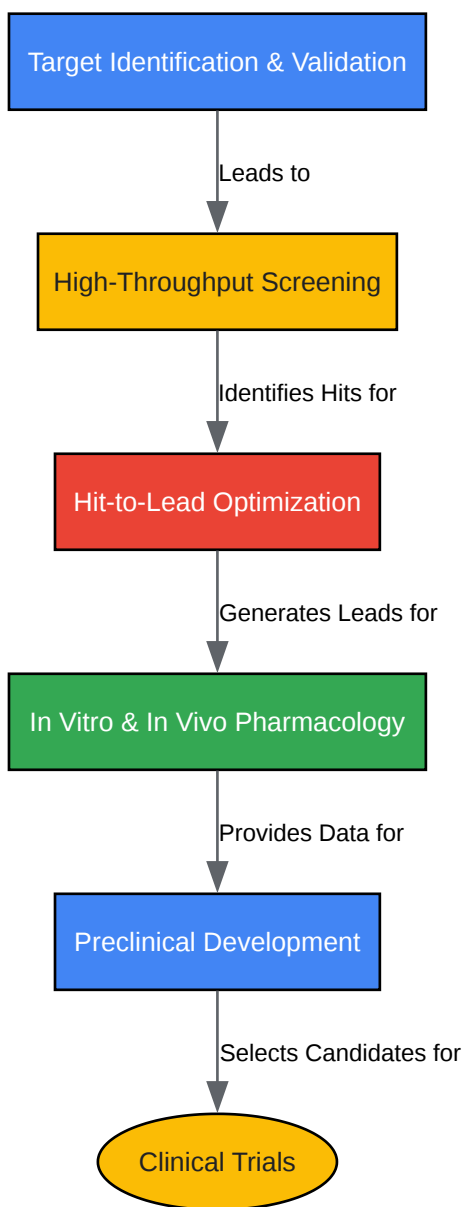 Target Identification & Validation
Leads to
High-Throughput Screening
Identifies Hits for
Hit-to-Lead Optimization
Generates Leads for
In Vitro & In Vivo Pharmacology
Provides Data for
Preclinical Development
Selects Candidates for
Clinical Trials